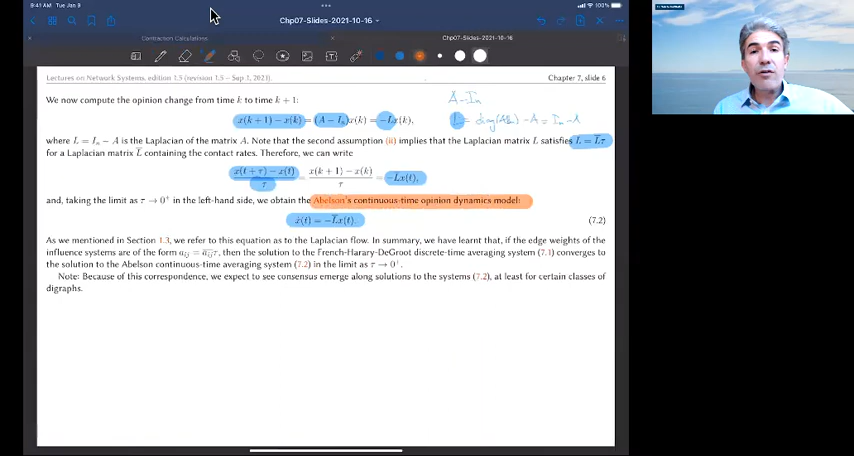 9:41 AM Tue Jan 9
100%
Chp07-Slides-2021-10-16
Contraction Calculations
Chp07-Slides-2021-10-16
Lectures on Network Systems, edition 1.5 (revision 1.5 – Sep 1, 2021).
Chapter 7, slide 6
We now compute the opinion change from time k to time k + 1:
A – Iₙ
x(k + 1) − x(k) = (A − Iₙ)x(k) = −Lx(k),
L = diag(A𝟙ₙ) – A = Iₙ – A
where L = Iₙ − A is the Laplacian of the matrix A. Note that the second assumption (ii) implies that the Laplacian matrix L satisfies L = L̄τ
for a Laplacian matrix L̄ containing the contact rates. Therefore, we can write
x(t + τ) − x(t) / τ = x(k + 1) − x(k) / τ = −L̄x(t),
and, taking the limit as τ → 0⁺ in the left-hand side, we obtain the Abelson's continuous-time opinion dynamics model:
ẋ(t) = −L̄x(t). (7.2)
As we mentioned in Section 1.3, we refer to this equation as to the Laplacian flow. In summary, we have learnt that, if the edge weights of the
influence systems are of the form aᵢⱼ = āᵢⱼτ, then the solution to the French-Harary-DeGroot discrete-time averaging system (7.1) converges to
the solution to the Abelson continuous-time averaging system (7.2) in the limit as τ → 0⁺.
Note: Because of this correspondence, we expect to see consensus emerge along solutions to the systems (7.2), at least for certain classes of
digraphs.